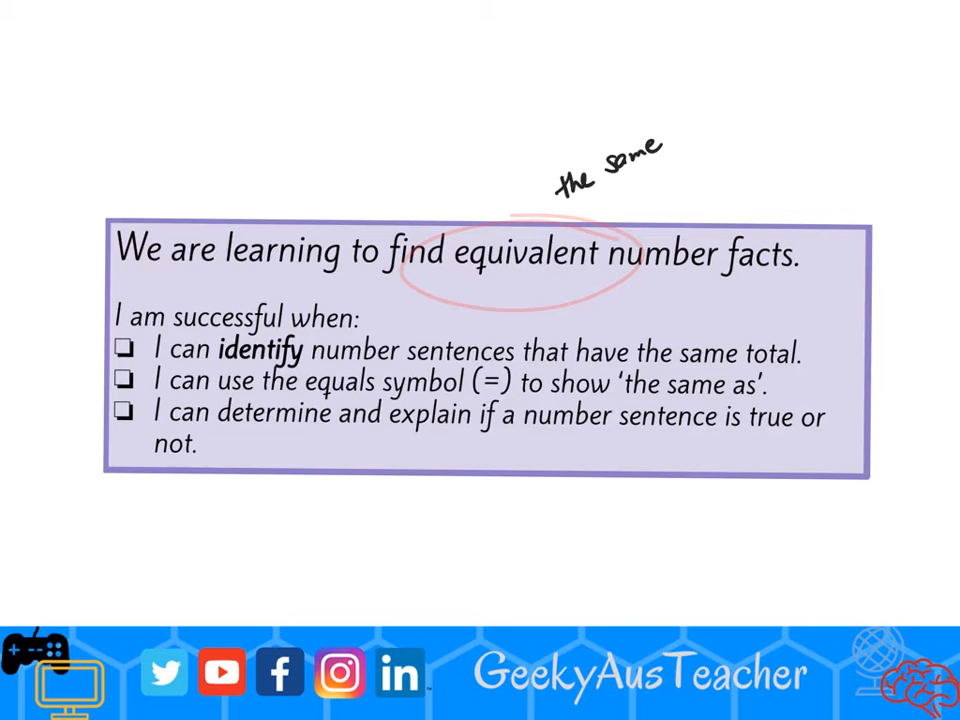 the same
We are learning to find equivalent number facts.
I am successful when:
❑ I can identify number sentences that have the same total.
❑ I can use the equals symbol (=) to show ‘the same as’.
❑ I can determine and explain if a number sentence is true or
not.
GeekyAusTeacher